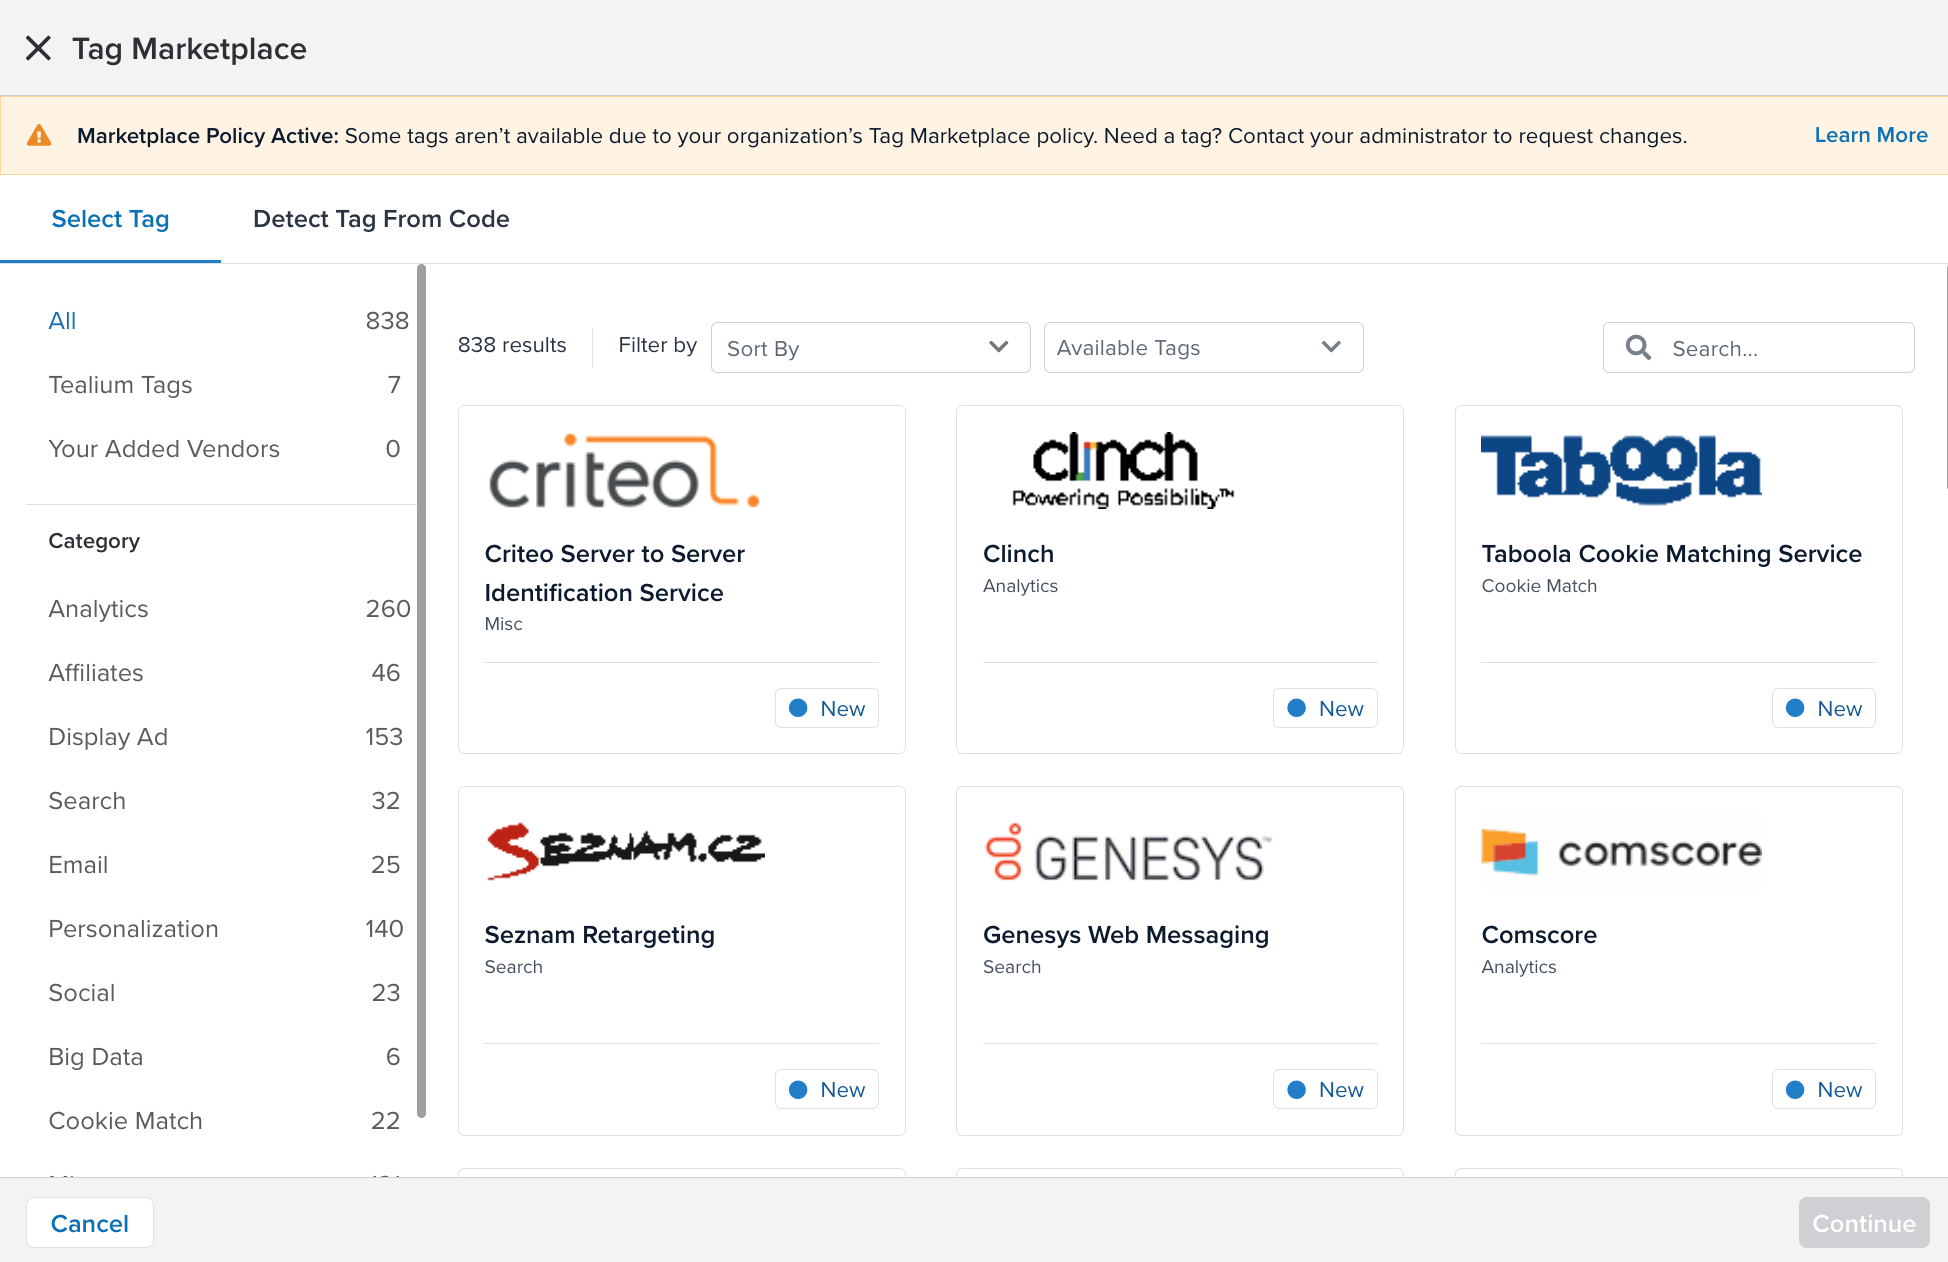 Tag Marketplace
Marketplace Policy Active: Some tags aren’t available due to your organization’s Tag Marketplace policy. Need a tag? Contact your administrator to request changes.
Learn More
Select Tag
Detect Tag From Code
All 838
Tealium Tags 7
Your Added Vendors 0
Category
Analytics 260
Affiliates 46
Display Ad 153
Search 32
Email 25
Personalization 140
Social 23
Big Data 6
Cookie Match 22
838 results
Filter by
Sort By
Available Tags
Search...
criteo
Criteo Server to Server
Identification Service
Misc
New
clinch
Powering Possibility™
Clinch
Analytics
New
Taboola
Taboola Cookie Matching Service
Cookie Match
New
SEZNAM.CZ
Seznam Retargeting
Search
New
GENESYS™
Genesys Web Messaging
Search
New
comscore
Comscore
Analytics
New
Cancel
Continue